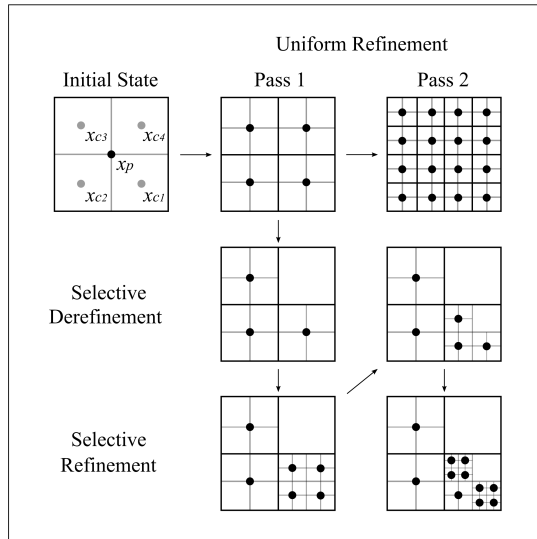 Uniform Refinement
Initial State
Pass 1
Pass 2
xc3
xc4
xp
xc2
xc1
Selective
Derefinement
Selective
Refinement